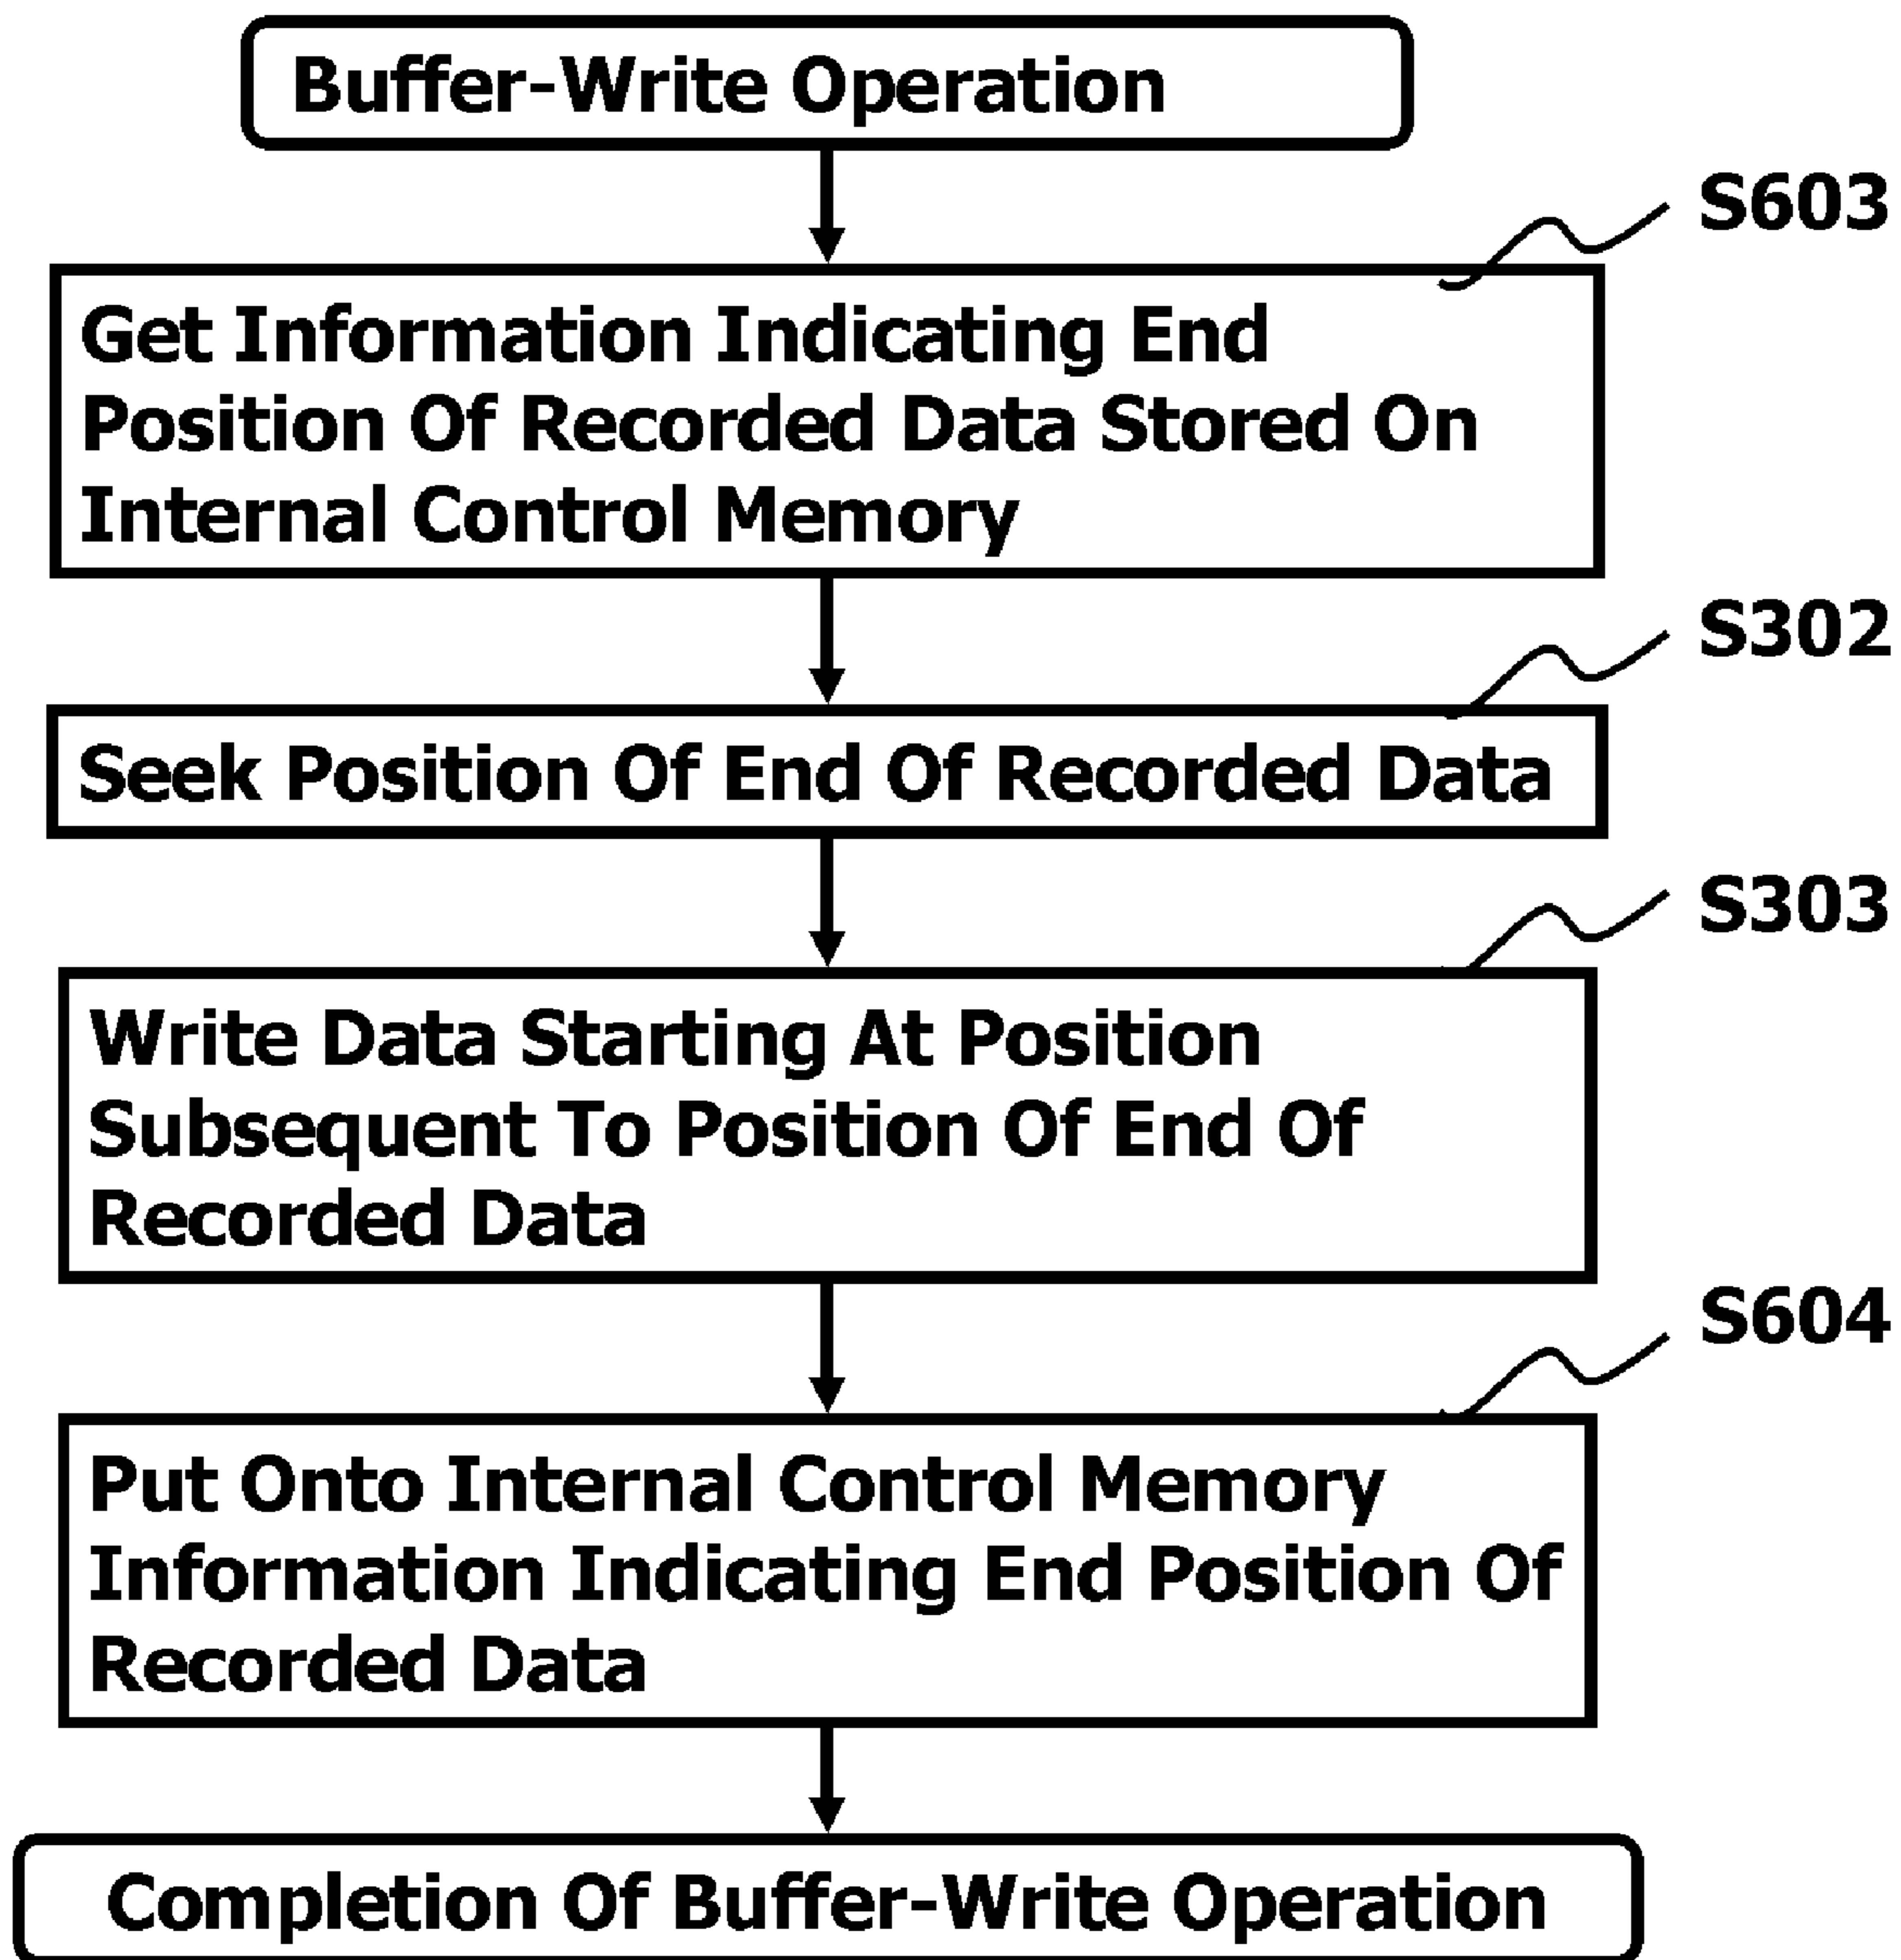 Buffer-Write Operation
S603
Get Information Indicating End
Position Of Recorded Data Stored On
Internal Control Memory
S302
Seek Position Of End Of Recorded Data
S303
Write Data Starting At Position
Subsequent To Position Of End Of
Recorded Data
S604
Put Onto Internal Control Memory
Information Indicating End Position Of
Recorded Data
Completion Of Buffer-Write Operation